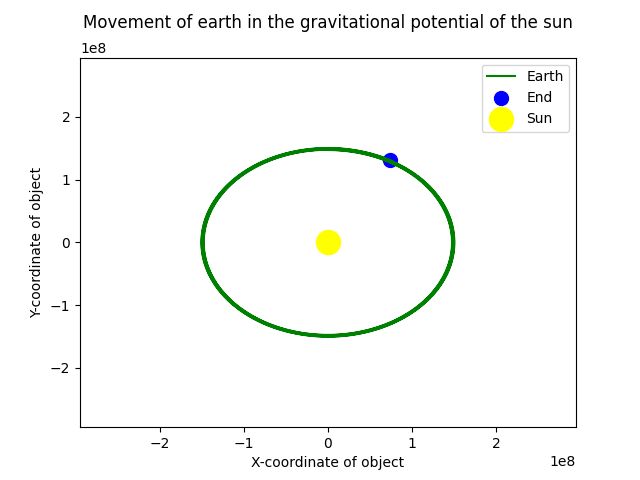 Movement of earth in the gravitational potential of the sun
1e8
Earth
End
Sun
2
1
0
−1
−2
Y-coordinate of object
−2
−1
0
1
2
1e8
X-coordinate of object